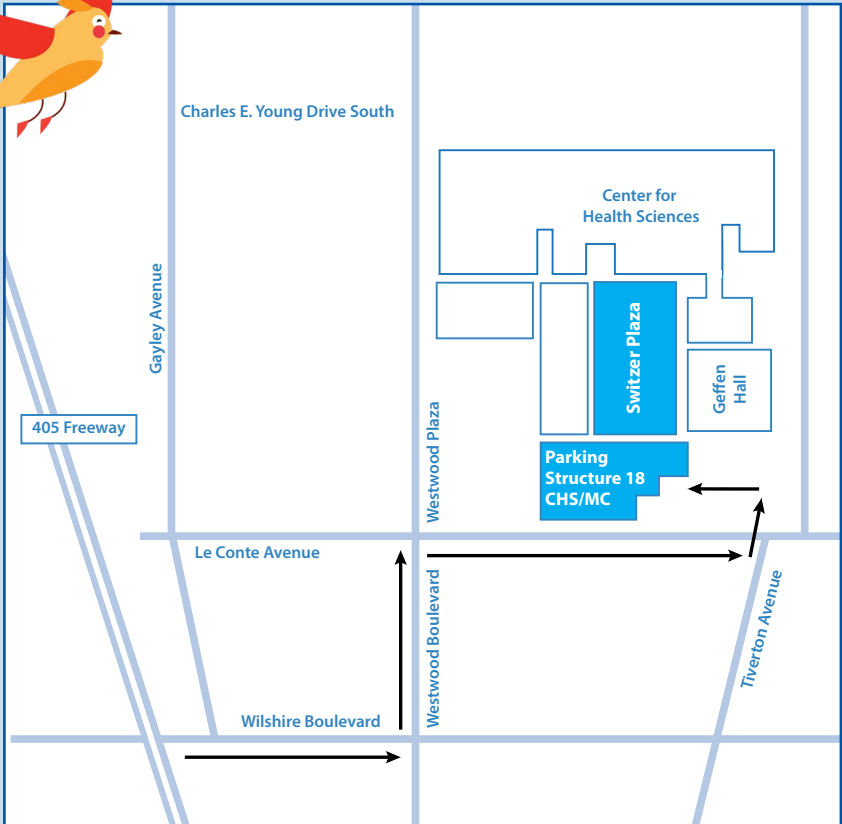 Charles E. Young Drive South
Center for
Health Sciences
Gayley Avenue
Switzer Plaza
Geffen
Hall
405 Freeway
Westwood Plaza
Parking
Structure 18
CHS/MC
Le Conte Avenue
Westwood Boulevard
Tiverton Avenue
Wilshire Boulevard